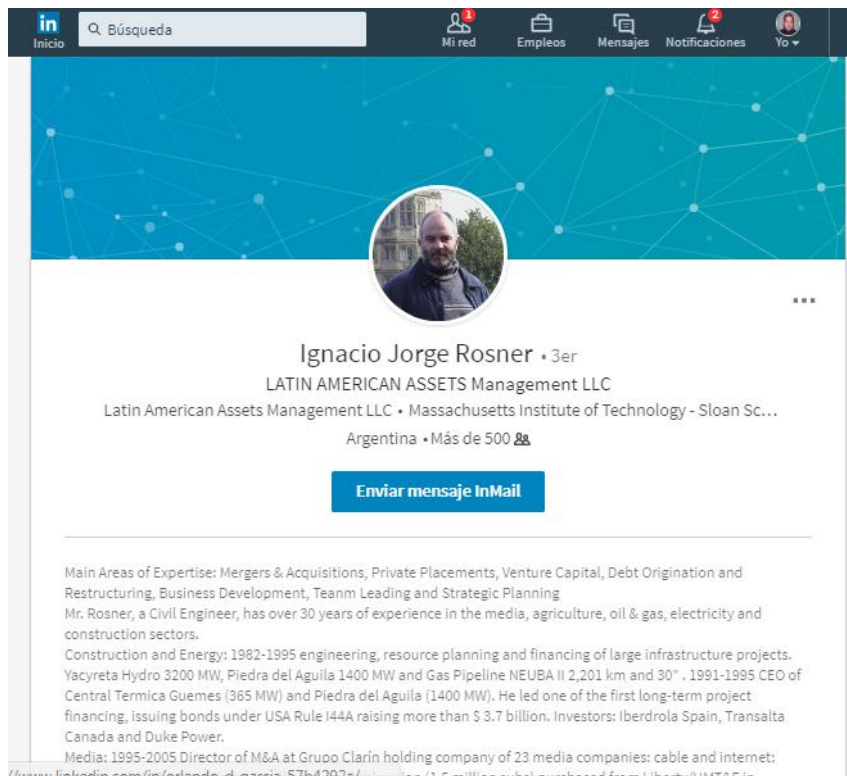 in
Inicio
Búsqueda
1
Mi red
Empleos
Mensajes
2
Notificaciones
Yo
Ignacio Jorge Rosner • 3er
LATIN AMERICAN ASSETS Management LLC
Latin American Assets Management LLC • Massachusetts Institute of Technology - Sloan Sc...
Argentina • Más de 500
Enviar mensaje InMail
Main Areas of Expertise: Mergers & Acquisitions, Private Placements, Venture Capital, Debt Origination and
Restructuring, Business Development, Teanm Leading and Strategic
Planning
Mr. Rosner, a Civil Engineer, has over 30 years of experience in the media, agriculture, oil & gas, electricity and
construction sectors.
Construction and Energy: 1982-1995 engineering, resource planning and financing of large infrastructure projects.
Yacyreta Hydro 3200 MW, Piedra del Aguila 1400 MW and Gas Pipeline NEUBA II 2,201 km and 30" . 1991-1995 CEO of
Central Termica Guemes (365 MW) and Piedra del Aguila (1400 MW). He led one of the first long-term project
financing, issuing bonds under USA Rule I44A raising more than $ 3.7 billion. Investors: Iberdrola Spain, Transalta
Canada and Duke Power.
Media: 1995-2005 Director of M&A at Grupo Clarín holding company of 23 media companies: cable and internet: